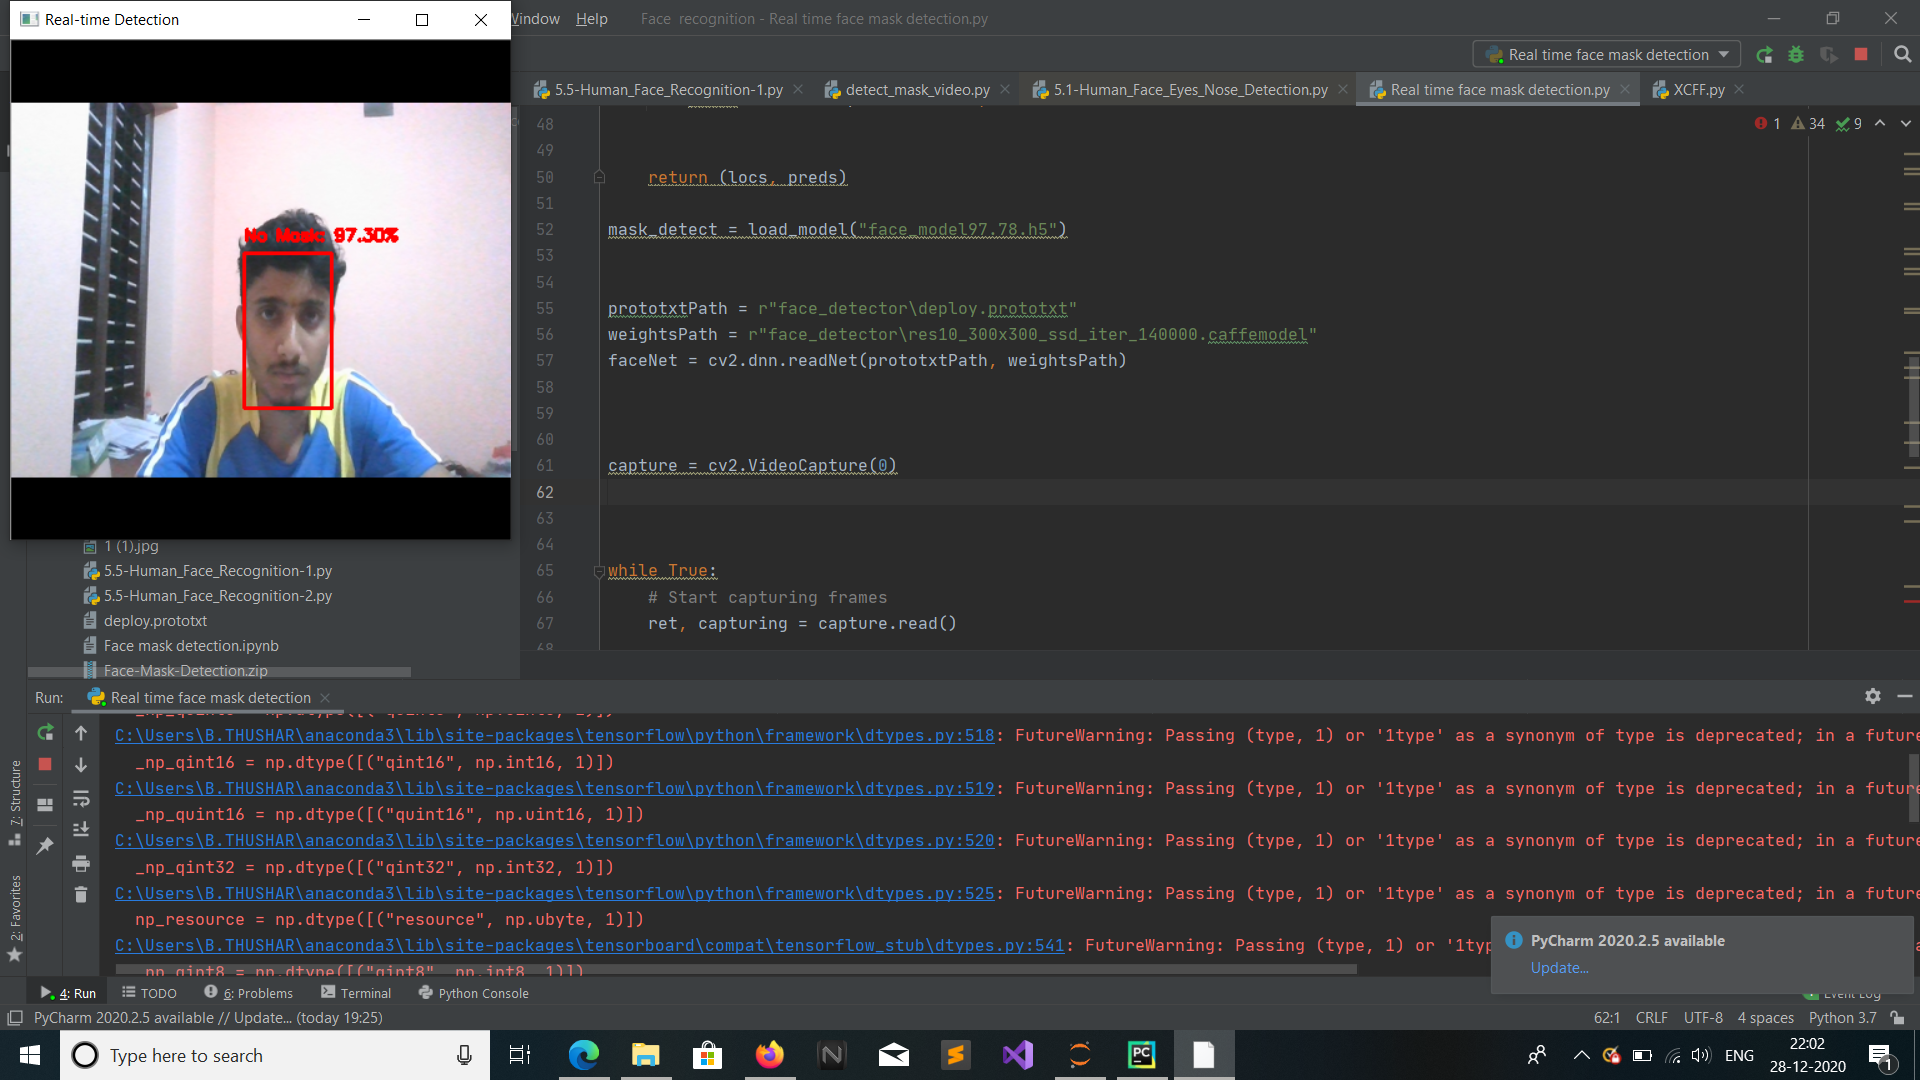 Real-time Detection
Window Help Face recognition - Real time face mask detection.py
Real time face mask detection
5.5-Human_Face_Recognition-1.py
detect_mask_video.py
5.1-Human_Face_Eyes_Nose_Detection.py
Real time face mask detection.py
XCFF.py
1 34 9
No Mask: 97.30%
48
49
50 return (locs, preds)
51
52 mask_detect = load_model("face_model97.78.h5")
53
54
55 prototxtPath = r"face_detector\deploy.prototxt"
56 weightsPath = r"face_detector\res10_300x300_ssd_iter_140000.caffemodel"
57 faceNet = cv2.dnn.readNet(prototxtPath, weightsPath)
58
59
60
61 capture = cv2.VideoCapture(0)
62
63
64
65 while True:
66 # Start capturing frames
67 ret, capturing = capture.read()
68
1 (1).jpg
5.5-Human_Face_Recognition-1.py
5.5-Human_Face_Recognition-2.py
deploy.prototxt
Face mask detection.ipynb
Face-Mask-Detection.zip
Run: Real time face mask detection
C:\Users\B.THUSHAR\anaconda3\lib\site-packages\tensorflow\python\framework\dtypes.py:518: FutureWarning: Passing (type, 1) or '1type' as a synonym of type is deprecated; in a future
_np_qint16 = np.dtype([("qint16", np.int16, 1)])
C:\Users\B.THUSHAR\anaconda3\lib\site-packages\tensorflow\python\framework\dtypes.py:519: FutureWarning: Passing (type, 1) or '1type' as a synonym of type is deprecated; in a future
_np_quint16 = np.dtype([("quint16", np.uint16, 1)])
C:\Users\B.THUSHAR\anaconda3\lib\site-packages\tensorflow\python\framework\dtypes.py:520: FutureWarning: Passing (type, 1) or '1type' as a synonym of type is deprecated; in a future
_np_qint32 = np.dtype([("qint32", np.int32, 1)])
C:\Users\B.THUSHAR\anaconda3\lib\site-packages\tensorflow\python\framework\dtypes.py:525: FutureWarning: Passing (type, 1) or '1type' as a synonym of type is deprecated; in a future
np_resource = np.dtype([("resource", np.ubyte, 1)])
C:\Users\B.THUSHAR\anaconda3\lib\site-packages\tensorboard\compat\tensorflow_stub\dtypes.py:541: FutureWarning: Passing (type, 1) or '1typ
_np_qint8 = np.dtype([("qint8", np.int8, 1)])
7: Structure
2: Favorites
PyCharm 2020.2.5 available
Update...
4: Run TODO 6: Problems Terminal Python Console Event Log
PyCharm 2020.2.5 available // Update... (today 19:25)
62:1 CRLF UTF-8 4 spaces Python 3.7
Type here to search
ENG
22:02
28-12-2020
1